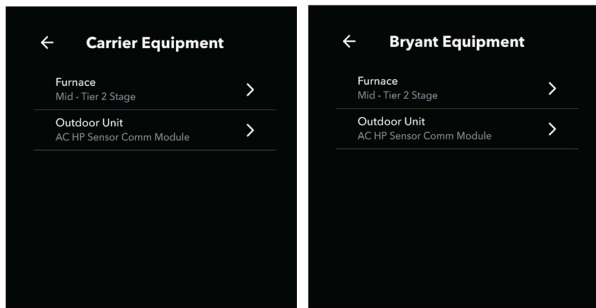 Carrier Equipment
Furnace
Mid - Tier 2 Stage
Outdoor Unit
AC HP Sensor Comm Module
Bryant Equipment
Furnace
Mid - Tier 2 Stage
Outdoor Unit
AC HP Sensor Comm Module